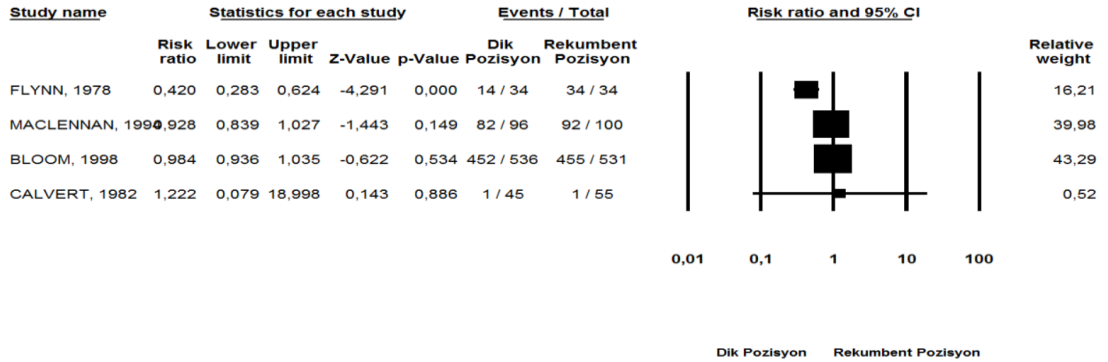 Study name Statistics for each study Events / Total Risk ratio and 95% CI
Risk Lower Upper Dik Rekumbent Relative
ratio limit limit Z-Value p-Value Pozisyon Pozisyon weight
FLYNN, 1978 0,420 0,283 0,624 -4,291 0,000 14 / 34 34 / 34 16,21
MACLENNAN, 1994 0,928 0,839 1,027 -1,443 0,149 82 / 96 92 / 100 39,98
BLOOM, 1998 0,984 0,936 1,035 -0,622 0,534 452 / 536 455 / 531 43,29
CALVERT, 1982 1,222 0,079 18,998 0,143 0,886 1 / 45 1 / 55 0,52
0,01 0,1 1 10 100
Dik Pozisyon Rekumbent Pozisyon